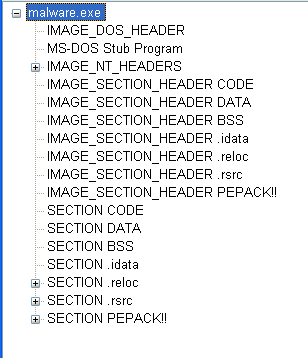 malware.exe
IMAGE_DOS_HEADER
MS-DOS Stub Program
IMAGE_NT_HEADERS
IMAGE_SECTION_HEADER CODE
IMAGE_SECTION_HEADER DATA
IMAGE_SECTION_HEADER BSS
IMAGE_SECTION_HEADER .idata
IMAGE_SECTION_HEADER .reloc
IMAGE_SECTION_HEADER .rsrc
IMAGE_SECTION_HEADER PEPACK!!
SECTION CODE
SECTION DATA
SECTION BSS
SECTION .idata
SECTION .reloc
SECTION .rsrc
SECTION PEPACK!!